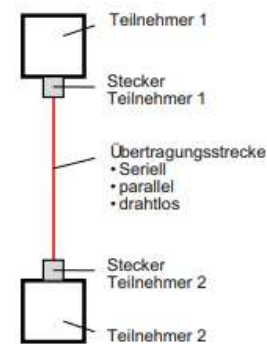 Teilnehmer 1
Stecker
Teilnehmer 1
Übertragungsstrecke
• Seriell
• parallel
• drahtlos
Stecker
Teilnehmer 2
Teilnehmer 2